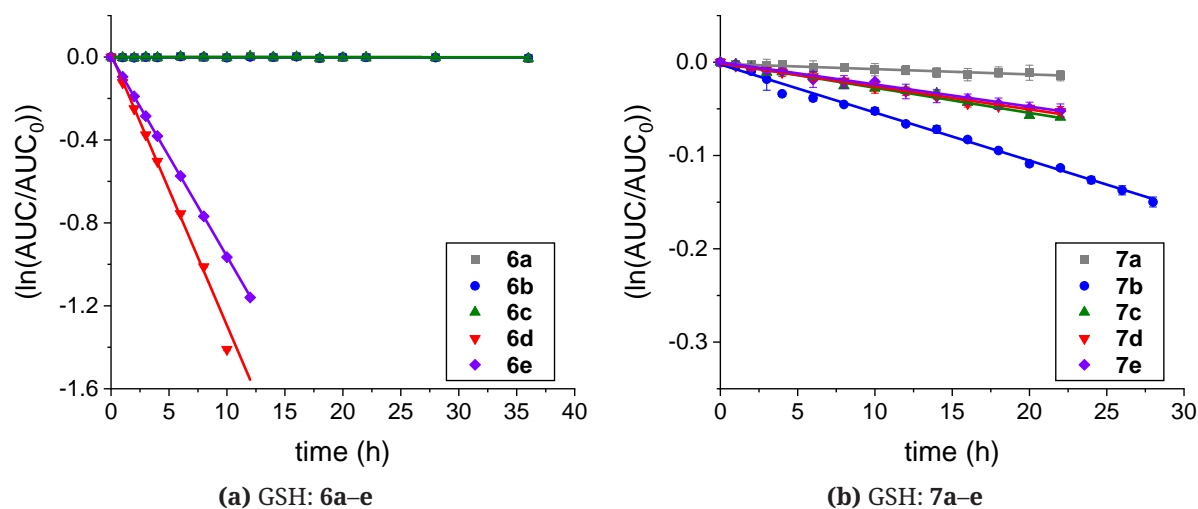 0.0
-0.4
-0.8
-1.2
-1.6
(ln(AUC/AUC₀))
6a
6b
6c
6d
6e
0 5 10 15 20 25 30 35 40
time (h)
(a) GSH: 6a–e
0.0
-0.1
-0.2
-0.3
(ln(AUC/AUC₀))
7a
7b
7c
7d
7e
0 5 10 15 20 25 30
time (h)
(b) GSH: 7a–e